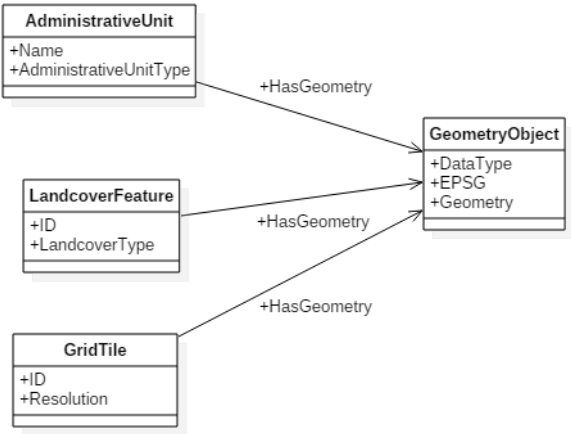 AdministrativeUnit
+Name
+AdministrativeUnitType
+HasGeometry
GeometryObject
+DataType
+EPSG
+Geometry
LandcoverFeature
+ID
+LandcoverType
+HasGeometry
+HasGeometry
GridTile
+ID
+Resolution